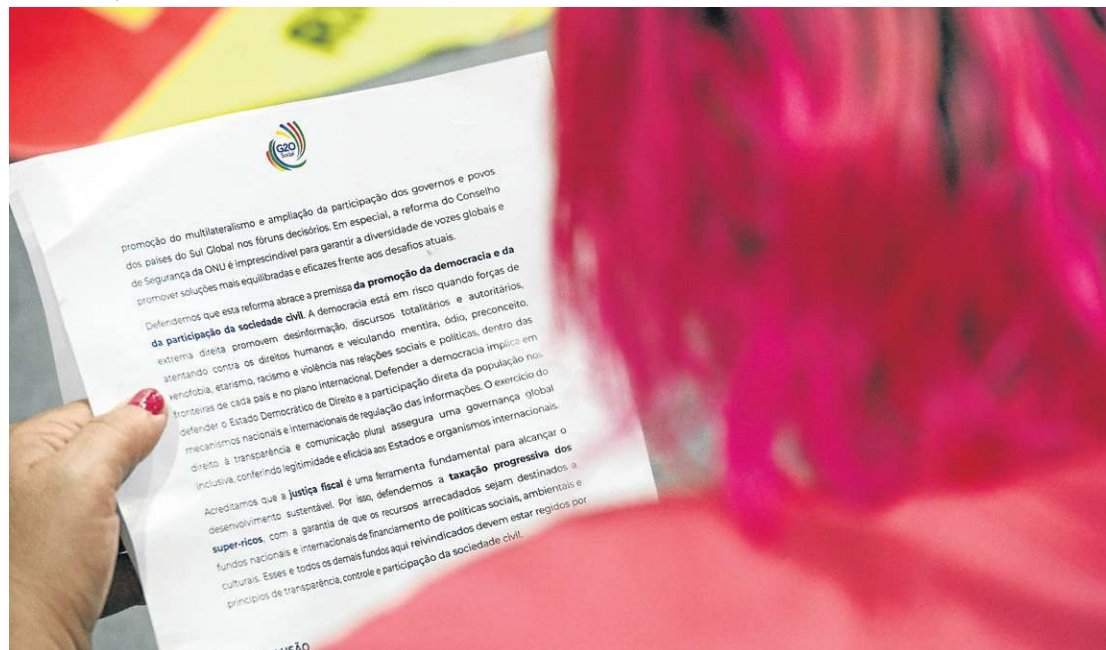 G20
Social
promoção do multilateralismo e ampliação da participação dos governos e povos
dos países do Sul Global nos fóruns decisórios. Em especial, a reforma do Conselho
de Segurança da ONU é imprescindível para garantir a diversidade de vozes globais e
promover soluções mais equilibradas e eficazes frente aos desafios atuais.
Defendemos que esta reforma abrace a premissa da promoção da democracia e da
da participação da sociedade civil. A democracia está em risco quando forças de
extrema direita promovem desinformação, discursos totalitários e autoritários,
atentando contra os direitos humanos e veiculando mentira, ódio, preconceito,
xenofobia, etarismo, racismo e violência nas relações sociais e políticas, dentro das
fronteiras de cada país e no plano internacional. Defender a democracia implica em
defender o Estado Democrático de Direito e a participação direta da população nos
mecanismos nacionais e internacionais de regulação das informações. O exercício do
direito à transparência e comunicação plural assegura uma governança global
inclusiva, conferindo legitimidade e eficácia aos Estados e organismos internacionais.
Acreditamos que a justiça fiscal é uma ferramenta fundamental para alcançar o
desenvolvimento sustentável. Por isso, defendemos a taxação progressiva dos
super-ricos, com a garantia de que os recursos arrecadados sejam destinados a
fundos nacionais e internacionais de financiamento de políticas sociais, ambientais e
culturais. Esses e todos os demais fundos aqui reivindicados devem estar regidos por
princípios de transparência, controle e participação da sociedade civil.